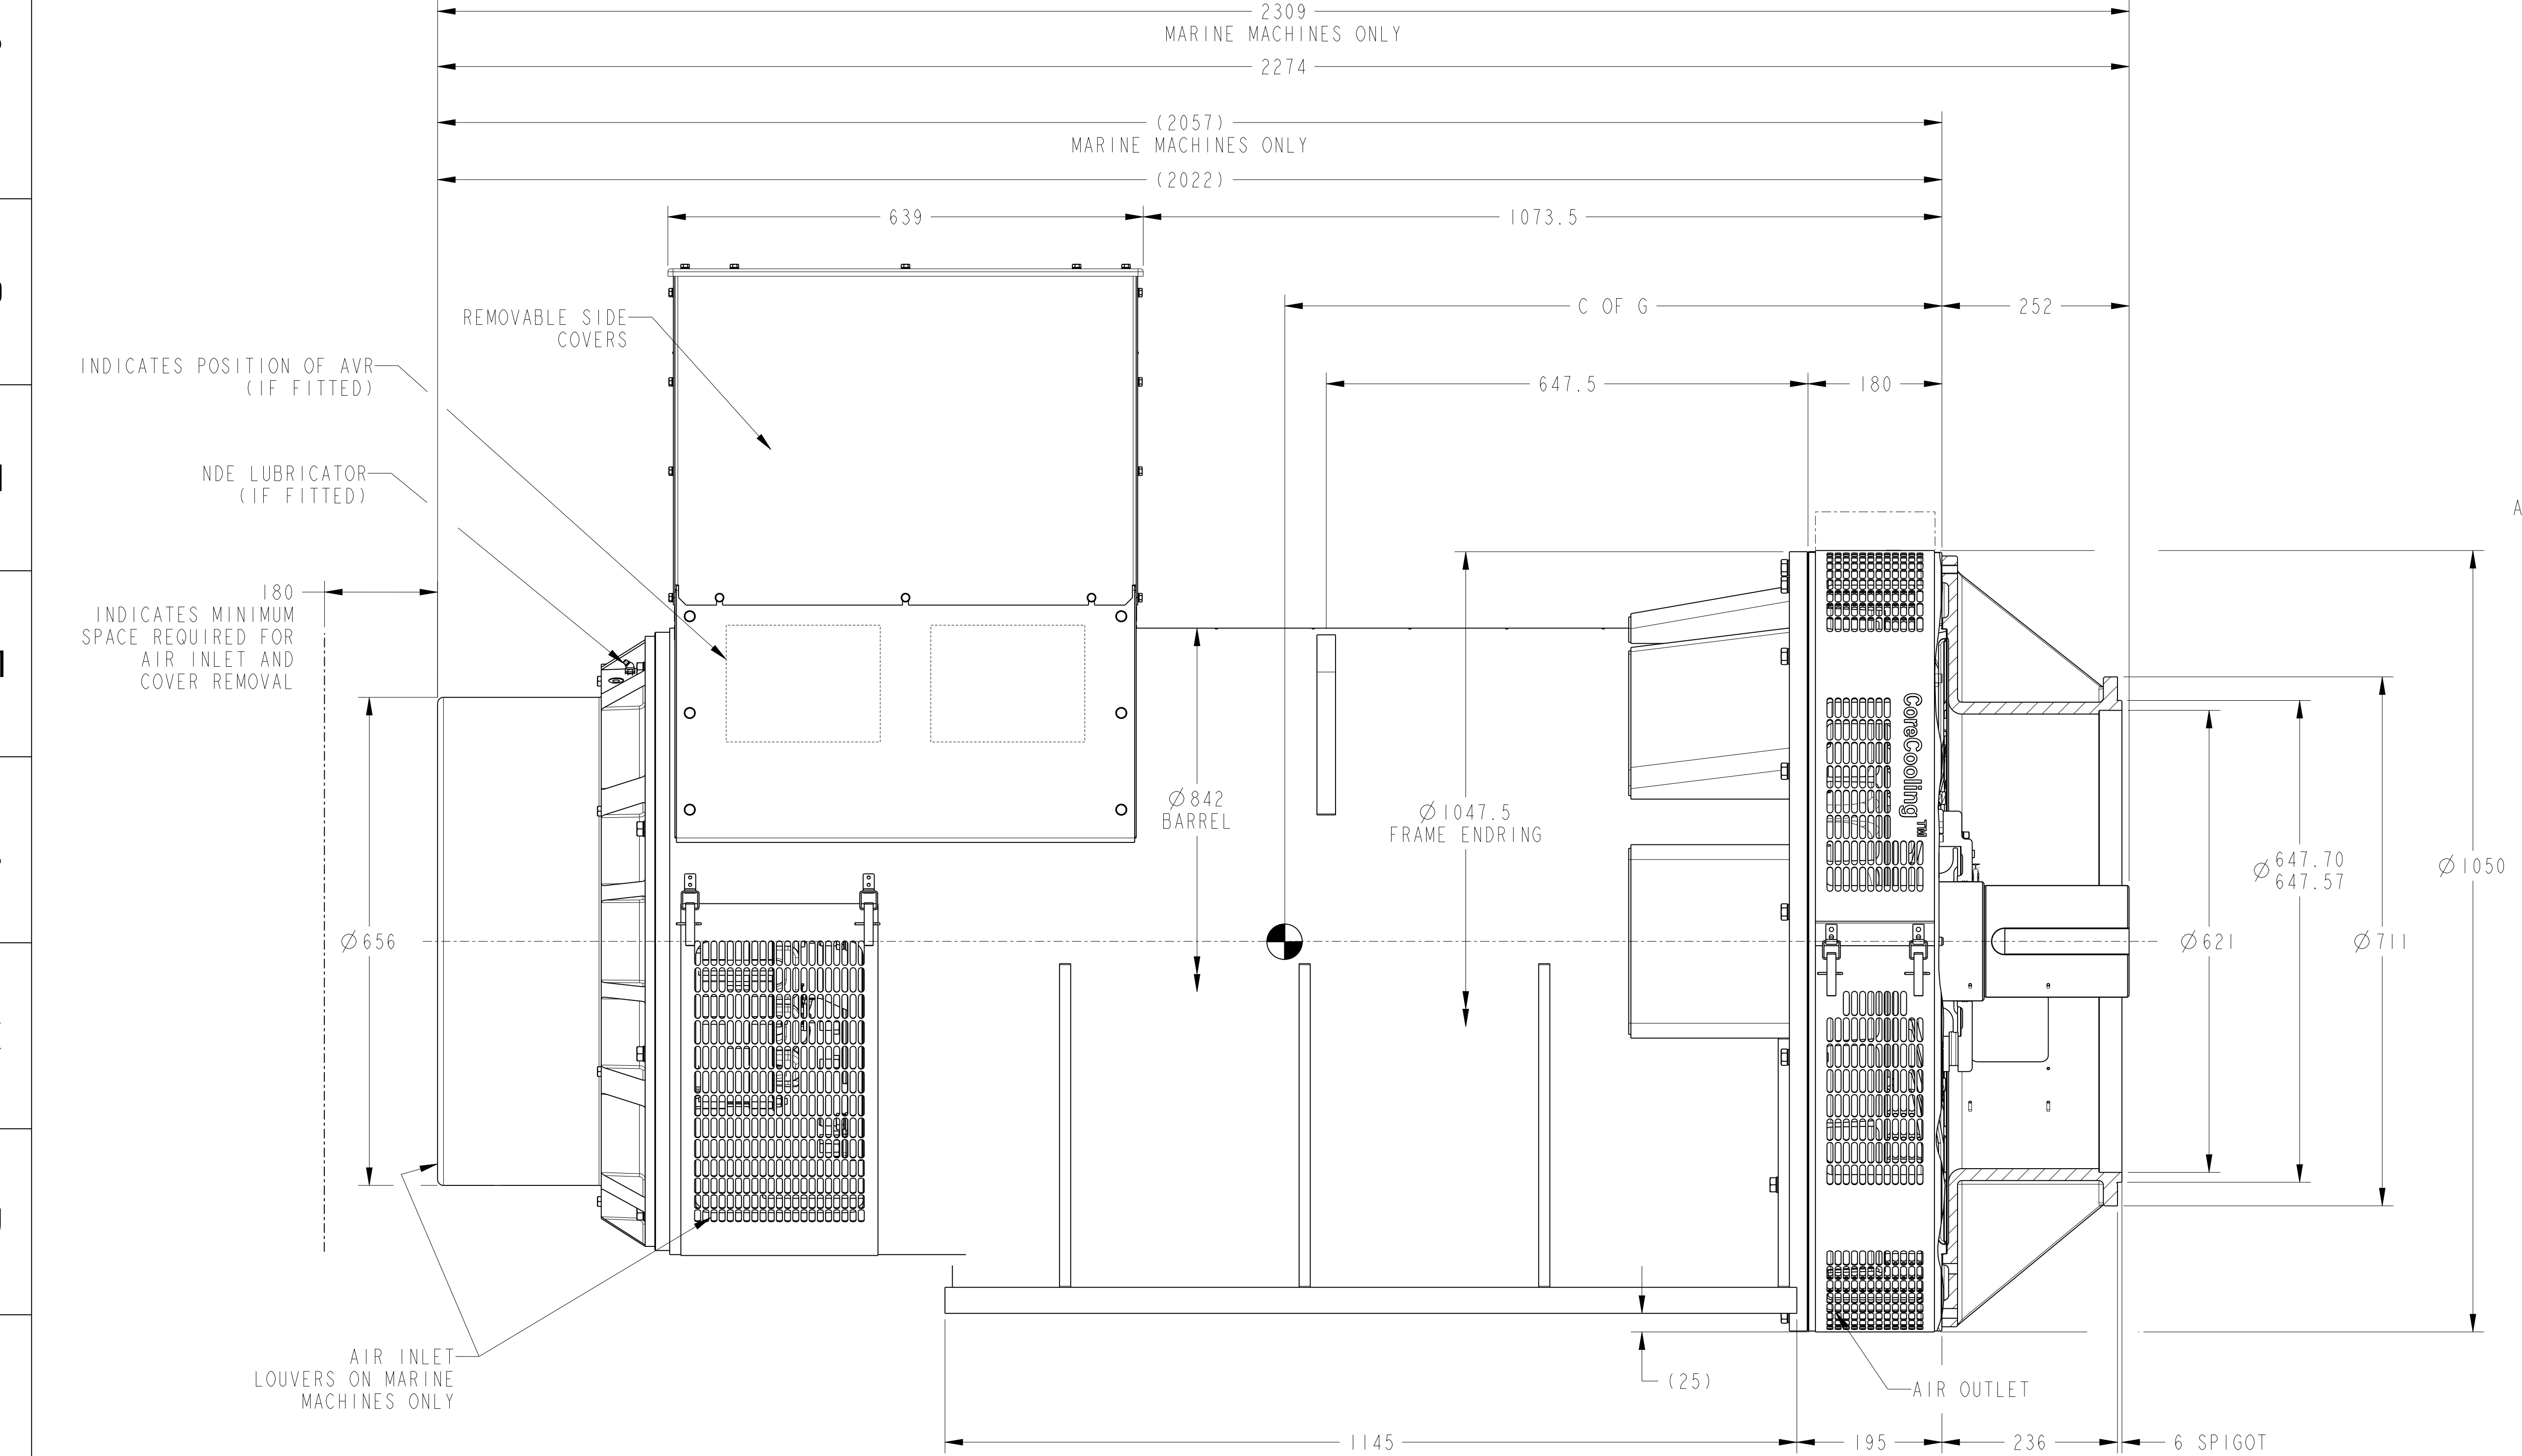 2309
MARINE MACHINES ONLY
2274
(2057)
MARINE MACHINES ONLY
(2022)
639
1073.5
REMOVABLE SIDE
COVERS
C OF G
252
INDICATES POSITION OF AVR
(IF FITTED)
647.5
180
NDE LUBRICATOR
(IF FITTED)
A
180
INDICATES MINIMUM
SPACE REQUIRED FOR
AIR INLET AND
COVER REMOVAL
CoreCooling™
Ø842
BARREL
Ø1047.5
FRAME ENDRING
Ø647.70
647.57
Ø1050
Ø656
Ø621
Ø711
AIR INLET
LOUVERS ON MARINE
MACHINES ONLY
(25)
AIR OUTLET
1145
195
236
6 SPIGOT